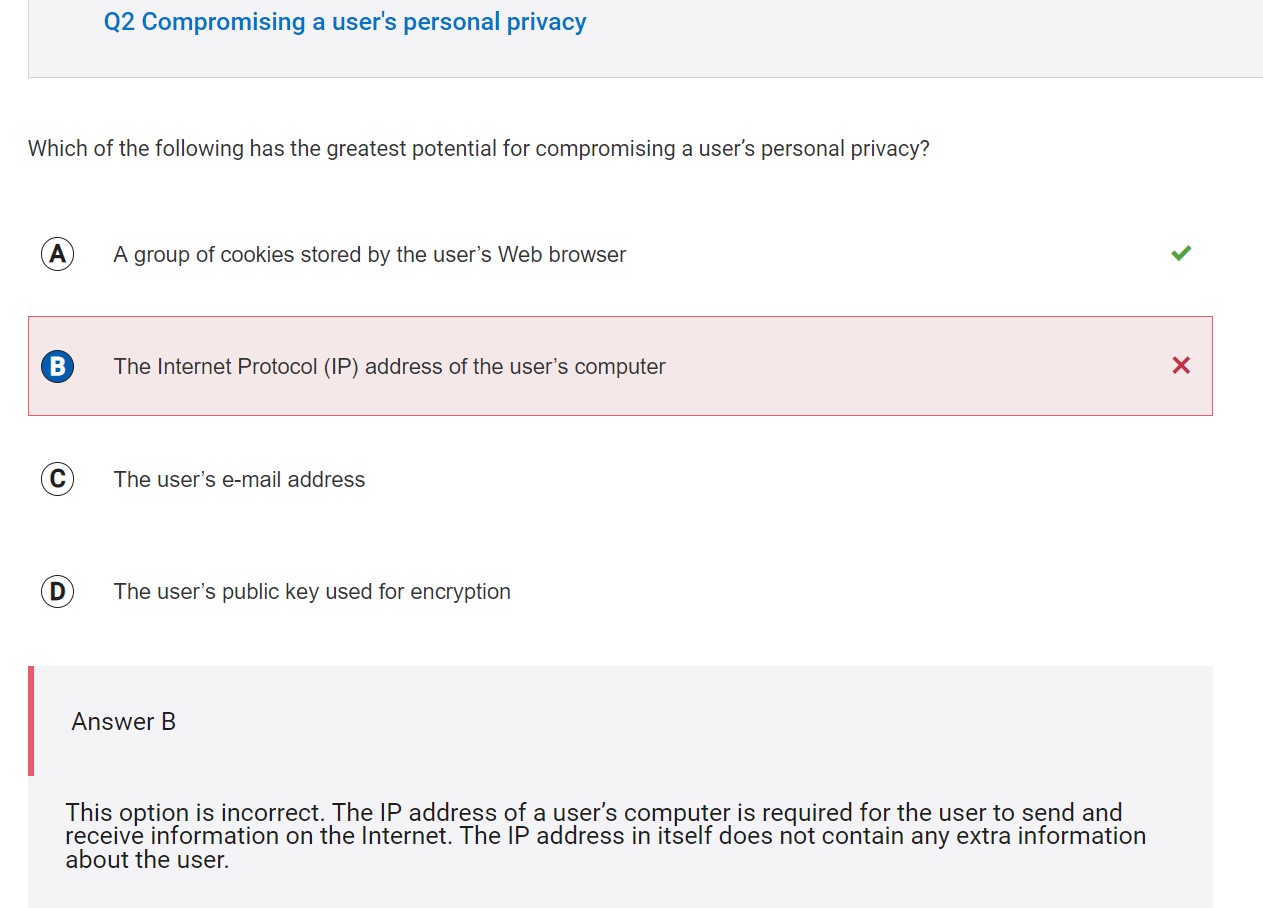 Q2 Compromising a user's personal privacy
Which of the following has the greatest potential for compromising a user’s personal privacy?
A A group of cookies stored by the user’s Web browser
B The Internet Protocol (IP) address of the user’s computer
C The user’s e-mail address
D The user’s public key used for encryption
Answer B
This option is incorrect. The IP address of a user’s computer is required for the user to send and
receive information on the Internet. The IP address in itself does not contain any extra information
about the user.